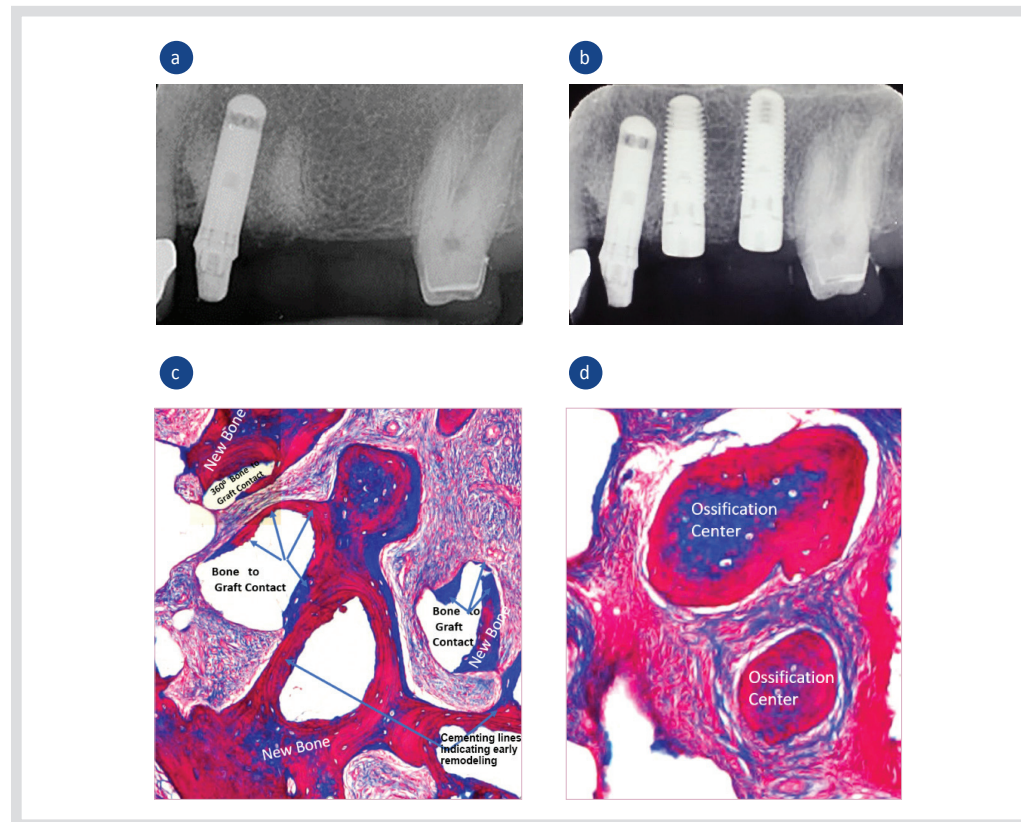 a
b
c
d
New Bone
360° Bone to
Graft Contact
Bone to
Graft Contact
Bone to
Graft
Contact
New Bone
Cementing lines
indicating early
remodeling
New Bone
Ossification
Center
Ossification
Center